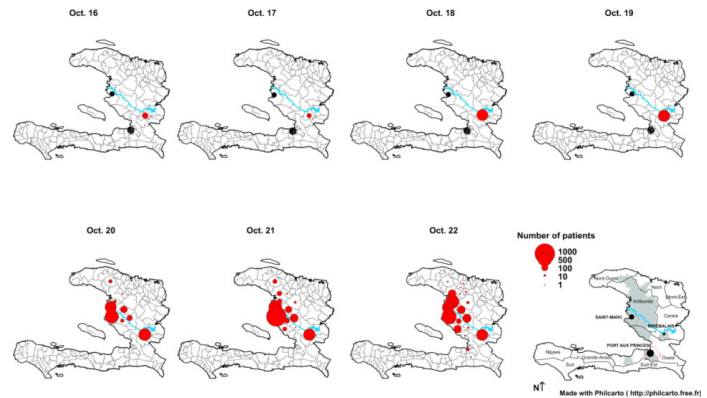 Oct. 16
Oct. 17
Oct. 18
Oct. 19
Oct. 20
Oct. 21
Oct. 22
Number of patients
1000
500
100
10
1
Nord-Ouest
Nord
Nord-Est
Artibonite
SAINT-MARC
Centre
MIREBALAIS
PORT AUX PRINCES
Nippes
Grande-Anse
Ouest
Sud
Sud-Est
N↑
Made with Philcarto ( http://philcarto.free.fr)